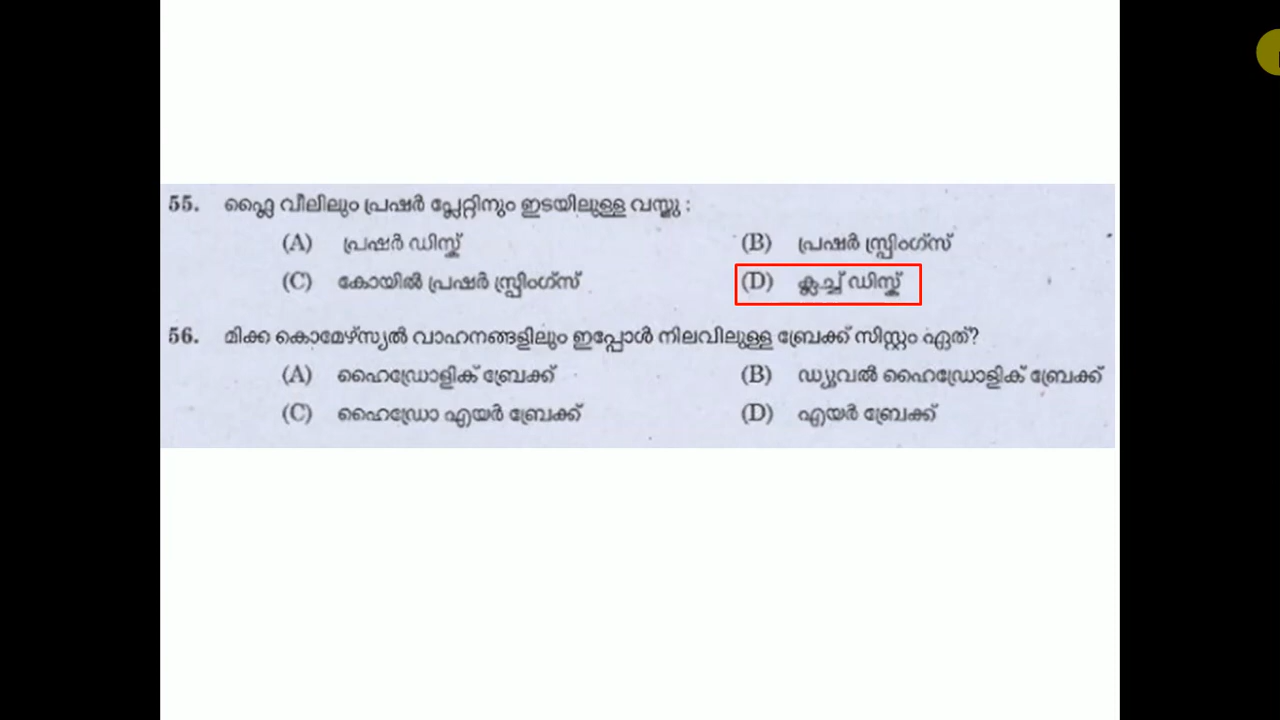 55. ഫ്ലൈ വീലിലും പ്രഷർ പ്ലേറ്റിനും ഇടയിലുള്ള വസ്തു :
(A) പ്രഷർ ഡിസ്ക് (B) പ്രഷർ സ്പ്രിംഗ്സ്
(C) കോയിൽ പ്രഷർ സ്പ്രിംഗ്സ് (D) ക്ലച്ച് ഡിസ്ക്
56. മിക്ക കൊമേഴ്സ്യൽ വാഹനങ്ങളിലും ഇപ്പോൾ നിലവിലുള്ള ബ്രേക്ക് സിസ്റ്റം ഏത്?
(A) ഹൈഡ്രോളിക് ബ്രേക്ക് (B) ഡ്യുവൽ ഹൈഡ്രോളിക് ബ്രേക്ക്
(C) ഹൈഡ്രോ എയർ ബ്രേക്ക് (D) എയർ ബ്രേക്ക്